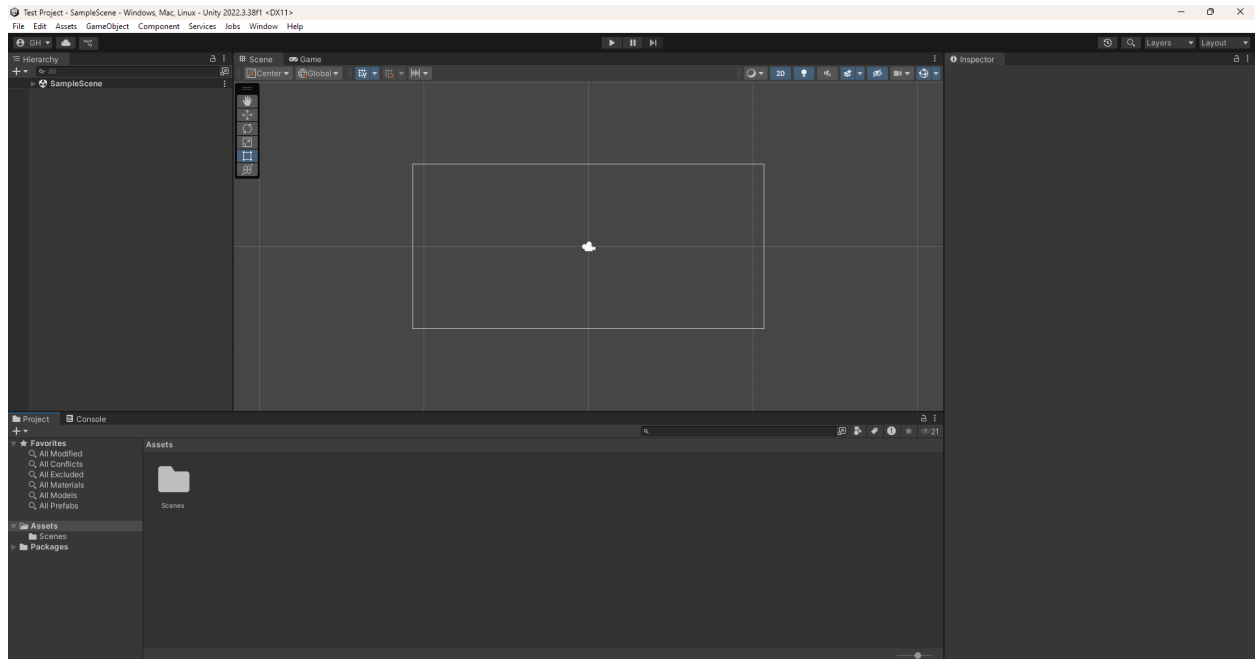 Test Project - SampleScene - Windows, Mac, Linux - Unity 2022.3.38f1 <DX11>
File Edit Assets GameObject Component Services Jobs Window Help
GH Layers Layout
Hierarchy Scene Game Inspector
All Center Global 2D
SampleScene
Project Console
21
Favorites Assets
All Modified
All Conflicts
All Excluded
All Materials
All Models
All Prefabs Scenes
Assets
Scenes
Packages